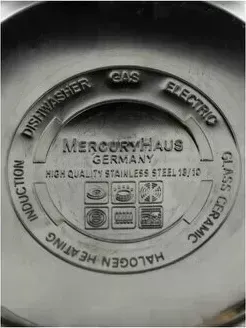 DISHWASHER GAS ELECTRIC
GLASS CERAMIC
HALOGEN HEATING
INDUCTION
MERCURYHAUS
GERMANY
HIGH QUALITY STAINLESS STEEL 18/10